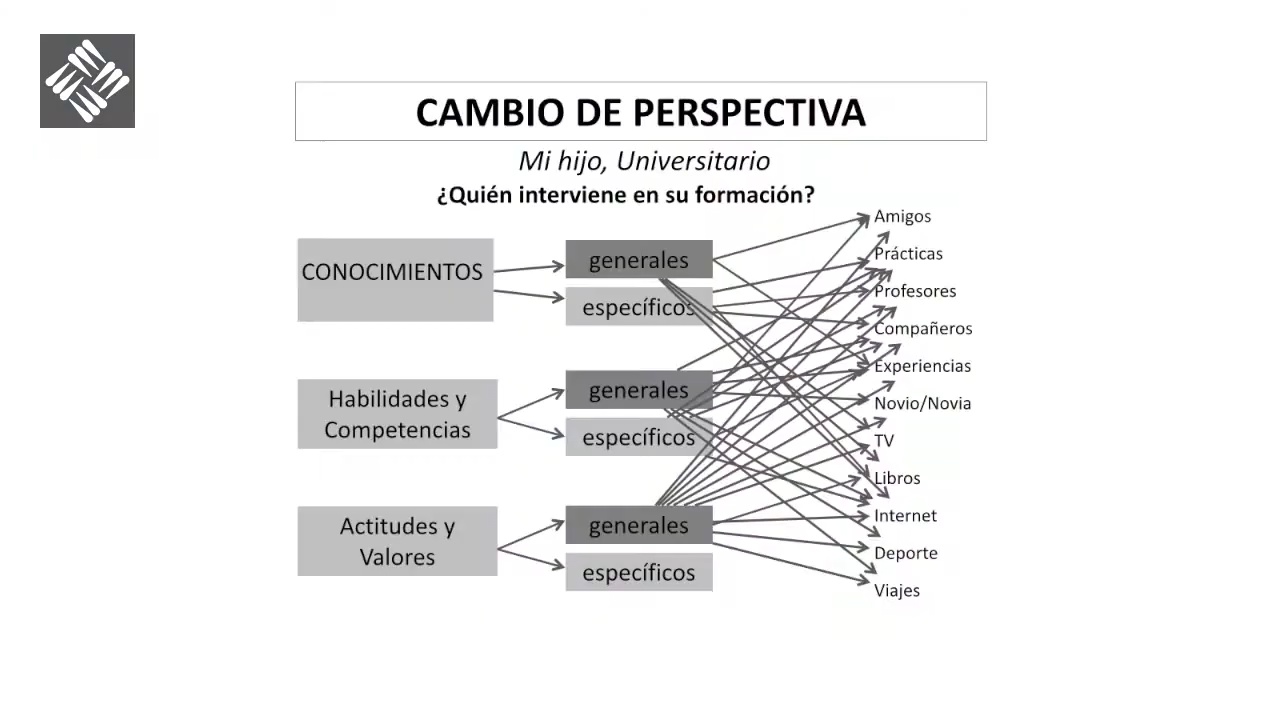 CAMBIO DE PERSPECTIVA
Mi hijo, Universitario
¿Quién interviene en su formación?
CONOCIMIENTOS
generales
específicos
Habilidades y
Competencias
generales
específicos
Actitudes y
Valores
generales
específicos
Amigos
Prácticas
Profesores
Compañeros
Experiencias
Novio/Novia
TV
Libros
Internet
Deporte
Viajes